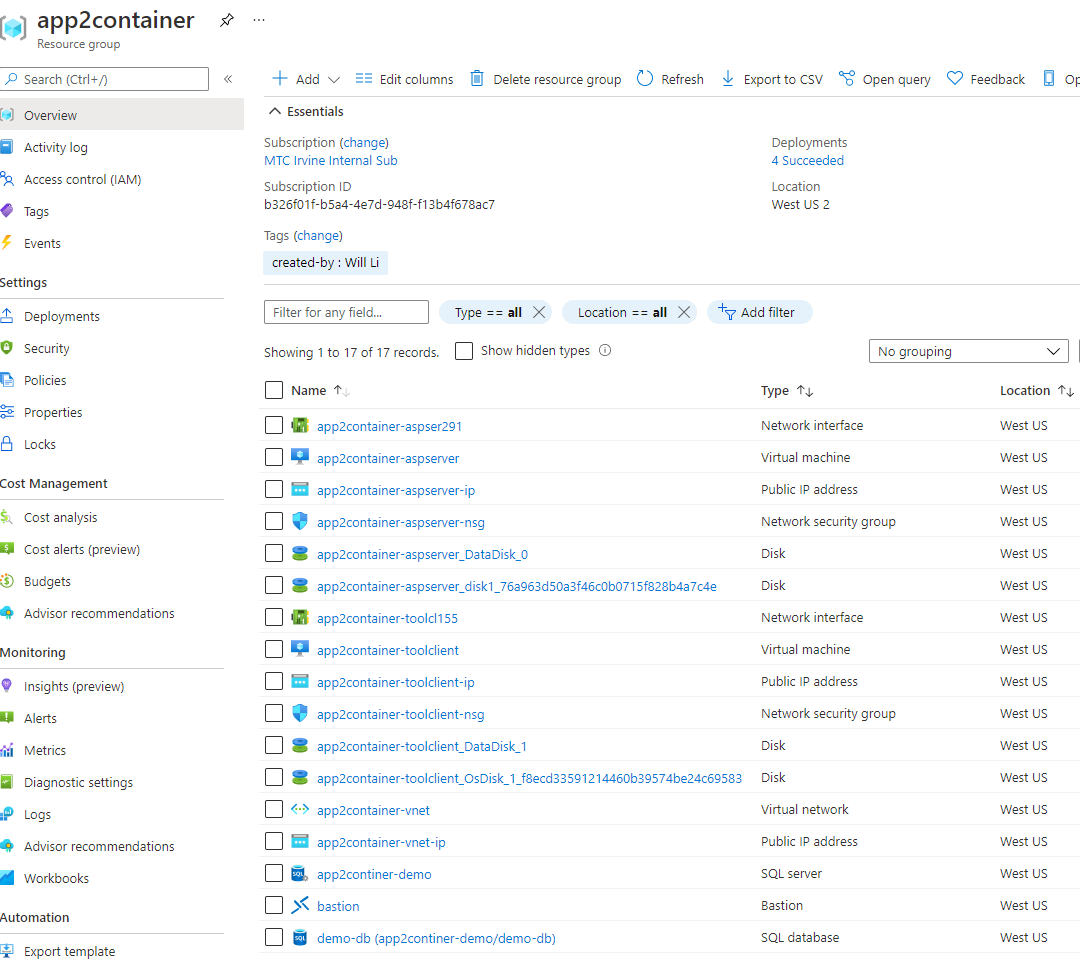 app2container
Resource group
Search (Ctrl+/)
Overview
Activity log
Access control (IAM)
Tags
Events
Settings
Deployments
Security
Policies
Properties
Locks
Cost Management
Cost analysis
Cost alerts (preview)
Budgets
Advisor recommendations
Monitoring
Insights (preview)
Alerts
Metrics
Diagnostic settings
Logs
Advisor recommendations
Workbooks
Automation
Export template
Add Edit columns Delete resource group Refresh Export to CSV Open query Feedback Op
Essentials
Subscription (change)
MTC Irvine Internal Sub
Subscription ID
b326f01f-b5a4-4e7d-948f-f13b4f678ac7
Deployments
4 Succeeded
Location
West US 2
Tags (change)
created-by : Will Li
Filter for any field... Type == all Location == all Add filter
Showing 1 to 17 of 17 records. Show hidden types No grouping
Name Type Location
app2container-aspser291 Network interface West US
app2container-aspserver Virtual machine West US
app2container-aspserver-ip Public IP address West US
app2container-aspserver-nsg Network security group West US
app2container-aspserver_DataDisk_0 Disk West US
app2container-aspserver_disk1_76a963d50a3f46c0b0715f828b4a7c4e Disk West US
app2container-toolcl155 Network interface West US
app2container-toolclient Virtual machine West US
app2container-toolclient-ip Public IP address West US
app2container-toolclient-nsg Network security group West US
app2container-toolclient_DataDisk_1 Disk West US
app2container-toolclient_OsDisk_1_f8ecd33591214460b39574be24c69583 Disk West US
app2container-vnet Virtual network West US
app2container-vnet-ip Public IP address West US
app2continer-demo SQL server West US
bastion Bastion West US
demo-db (app2continer-demo/demo-db) SQL database West US